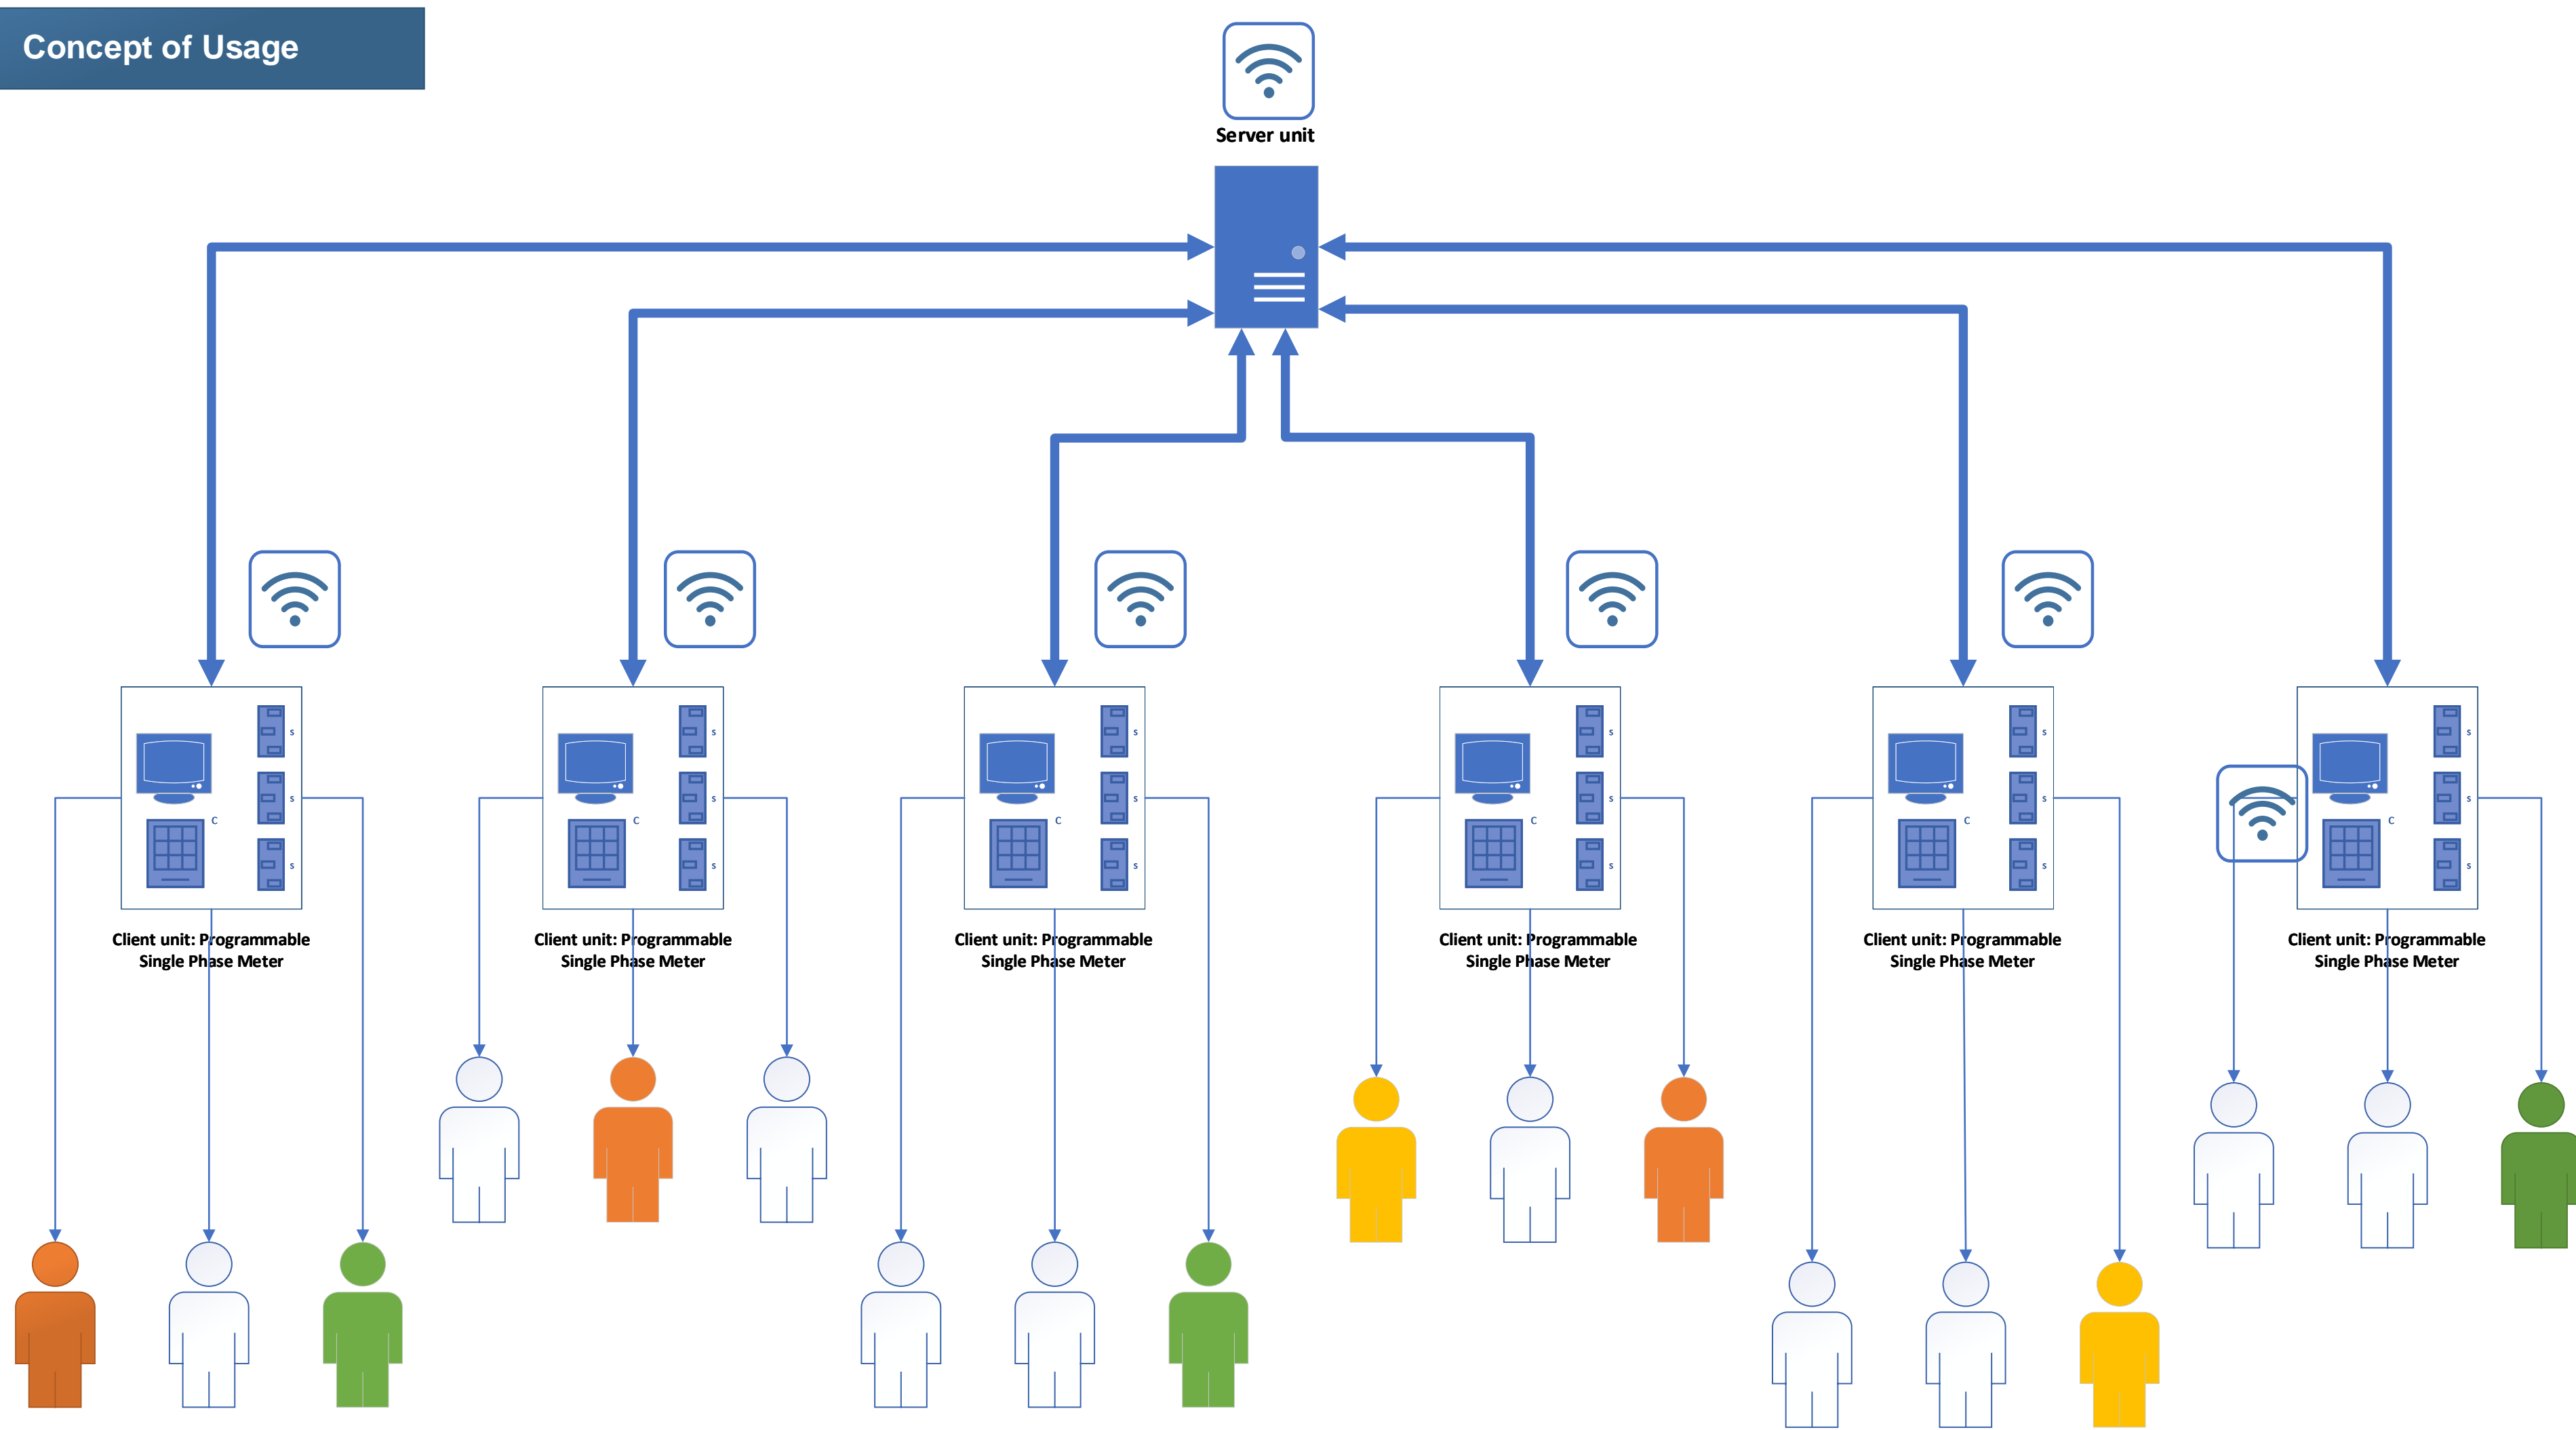 Concept of Usage
Server unit
s
s
C
s
Client unit: Programmable
Single Phase Meter
s
s
C
s
Client unit: Programmable
Single Phase Meter
s
s
C
s
Client unit: Programmable
Single Phase Meter
s
s
C
s
Client unit: Programmable
Single Phase Meter
s
s
C
s
Client unit: Programmable
Single Phase Meter
s
s
C
s
Client unit: Programmable
Single Phase Meter